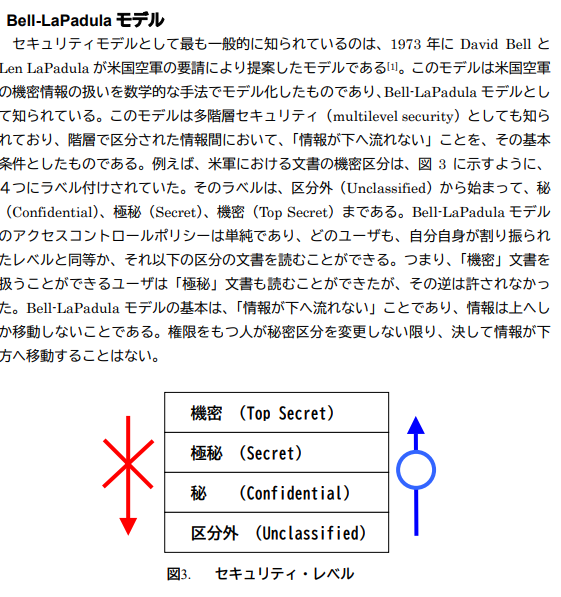 Bell-LaPadula モデル
セキュリティモデルとして最も一般的に知られているのは、1973 年に David Bell と
Len LaPadula が米国空軍の要請により提案したモデルである[1]。このモデルは米国空軍
の機密情報の扱いを数学的な手法でモデル化したものであり、Bell-LaPadula モデルとし
て知られている。このモデルは多階層セキュリティ（multilevel security）としても知ら
れており、階層で区分された情報間において、「情報が下へ流れない」ことを、その基本
条件としたものである。例えば、米軍における文書の機密区分は、図 3 に示すように、
４つにラベル付けされていた。そのラベルは、区分外（Unclassified）から始まって、秘
（Confidential）、極秘（Secret）、機密（Top Secret）まである。Bell-LaPadula モデル
のアクセスコントロールポリシーは単純であり、どのユーザも、自分自身が割り振られ
たレベルと同等か、それ以下の区分の文書を読むことができる。つまり、「機密」文書を
扱うことができるユーザは「極秘」文書も読むことができたが、その逆は許されなかっ
た。Bell-LaPadula モデルの基本は、「情報が下へ流れない」ことであり、情報は上へし
か移動しないことである。権限をもつ人が秘密区分を変更しない限り、決して情報が下
方へ移動することはない。
機密 （Top Secret）
極秘 （Secret）
秘 （Confidential）
区分外 （Unclassified）
図3. セキュリティ・レベル